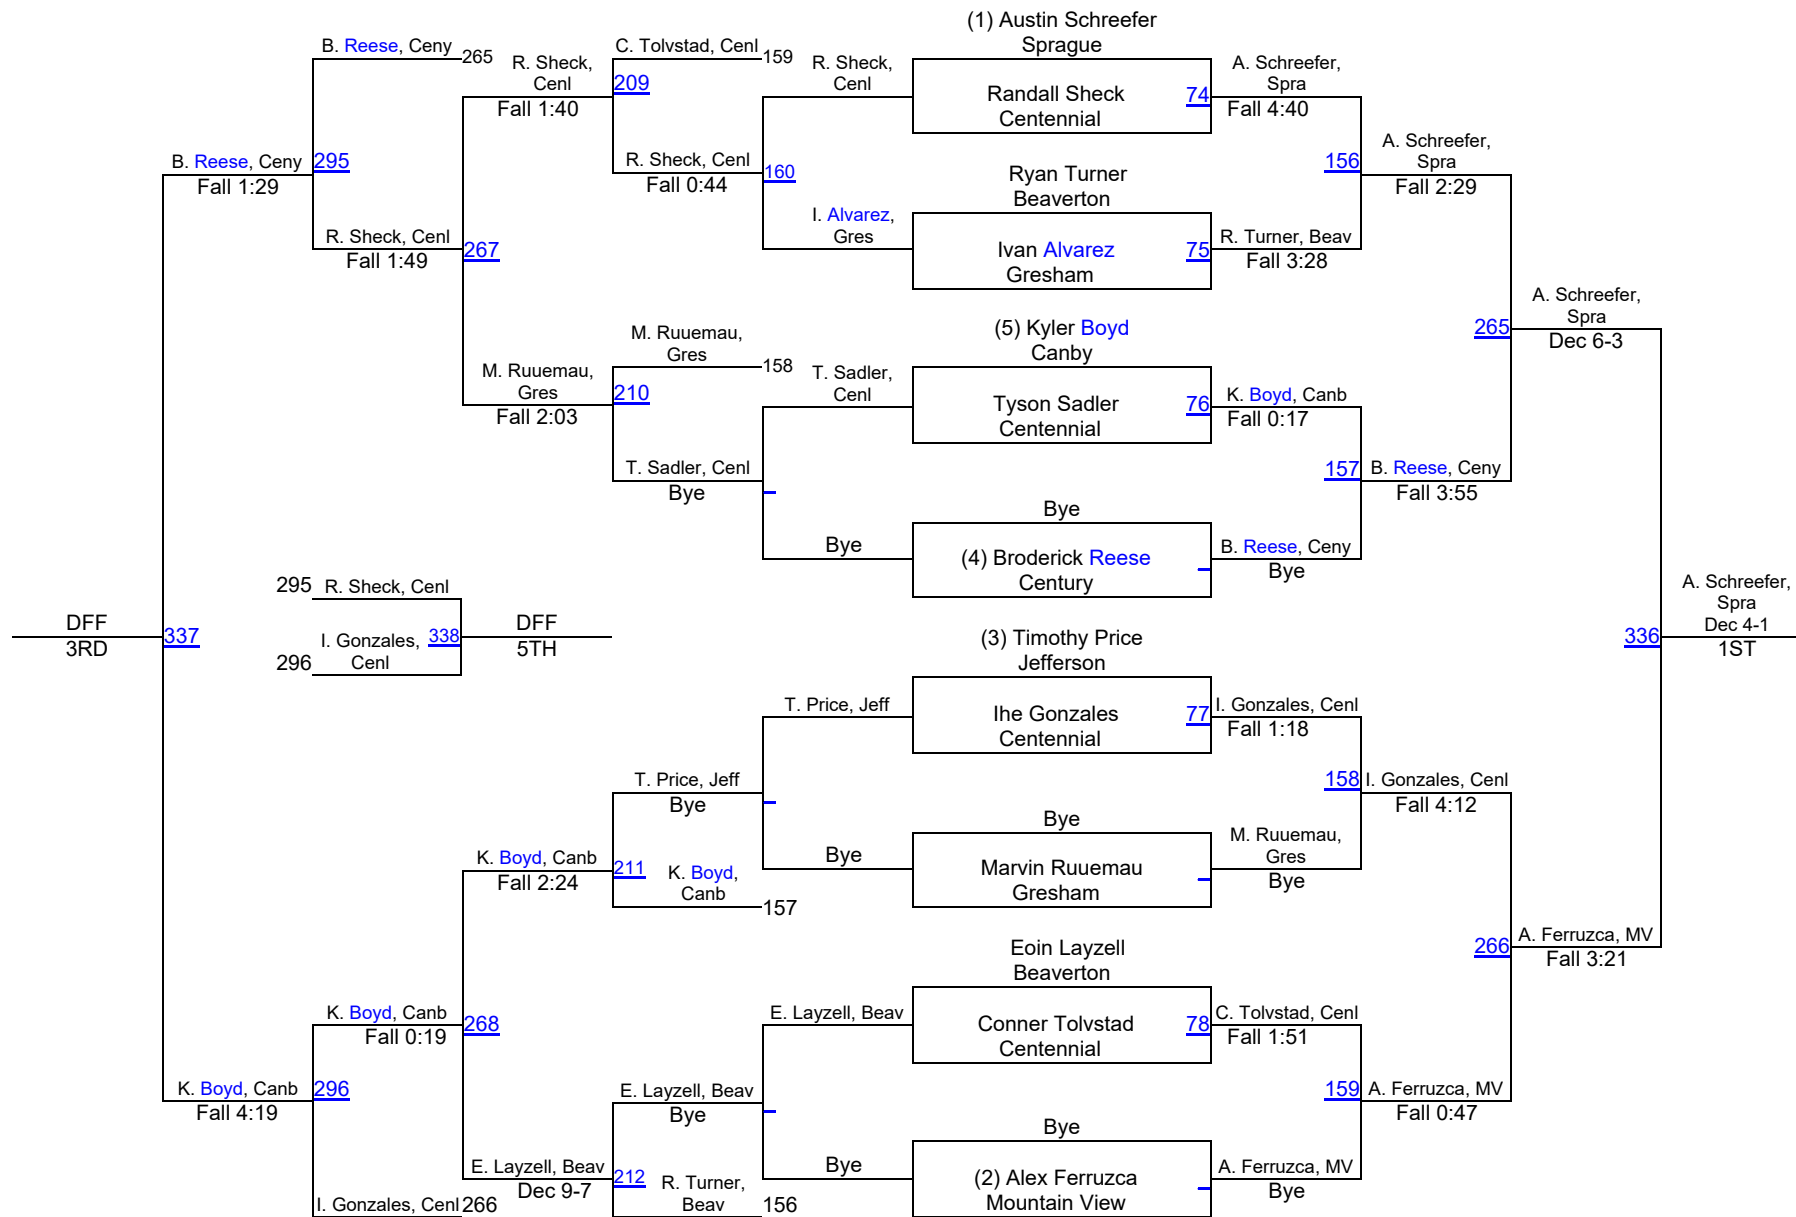 (1) Austin Schreefer
Sprague
B. Reese, Ceny
265
C. Tolvstad, Cenl
159
R. Sheck,
Cenl
209
Fall 1:40
R. Sheck,
Cenl
Randall Sheck
Centennial
74
A. Schreefer,
Spra
Fall 4:40
B. Reese, Ceny
295
Fall 1:29
R. Sheck, Cenl
160
Fall 0:44
Ryan Turner
Beaverton
156
A. Schreefer,
Spra
Fall 2:29
R. Sheck, Cenl
267
Fall 1:49
I. Alvarez,
Gres
Ivan Alvarez
Gresham
75
R. Turner, Beav
Fall 3:28
M. Ruuemau,
Gres
158
(5) Kyler Boyd
Canby
265
A. Schreefer,
Spra
Dec 6-3
M. Ruuemau,
Gres
210
Fall 2:03
T. Sadler,
Cenl
Tyson Sadler
Centennial
76
K. Boyd, Canb
Fall 0:17
T. Sadler, Cenl
Bye
157
B. Reese, Ceny
Fall 3:55
Bye
Bye
(4) Broderick Reese
Century
B. Reese, Ceny
Bye
295
R. Sheck, Cenl
DFF
337
3RD
I. Gonzales,
Cenl
338
296
DFF
5TH
(3) Timothy Price
Jefferson
336
A. Schreefer,
Spra
Dec 4-1
1ST
T. Price, Jeff
Ihe Gonzales
Centennial
77
I. Gonzales, Cenl
Fall 1:18
T. Price, Jeff
Bye
158
I. Gonzales, Cenl
Fall 4:12
Bye
Bye
Marvin Ruuemau
Gresham
M. Ruuemau,
Gres
Bye
K. Boyd, Canb
211
Fall 2:24
K. Boyd,
Canb
157
Eoin Layzell
Beaverton
266
A. Ferruzca, MV
Fall 3:21
K. Boyd, Canb
268
Fall 0:19
E. Layzell, Beav
Conner Tolvstad
Centennial
78
C. Tolvstad, Cenl
Fall 1:51
K. Boyd, Canb
296
Fall 4:19
E. Layzell, Beav
Bye
159
A. Ferruzca, MV
Fall 0:47
Bye
E. Layzell, Beav
212
Dec 9-7
R. Turner,
Beav
156
Bye
(2) Alex Ferruzca
Mountain View
A. Ferruzca, MV
Bye
I. Gonzales, Cenl
266